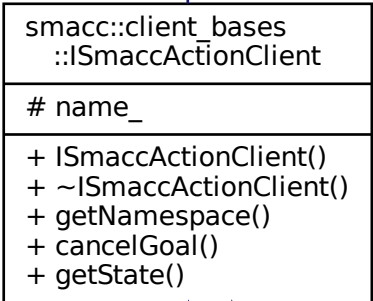 smacc::client_bases
::ISmaccActionClient
# name_
+ ISmaccActionClient()
+ ~ISmaccActionClient()
+ getNamespace()
+ cancelGoal()
+ getState()